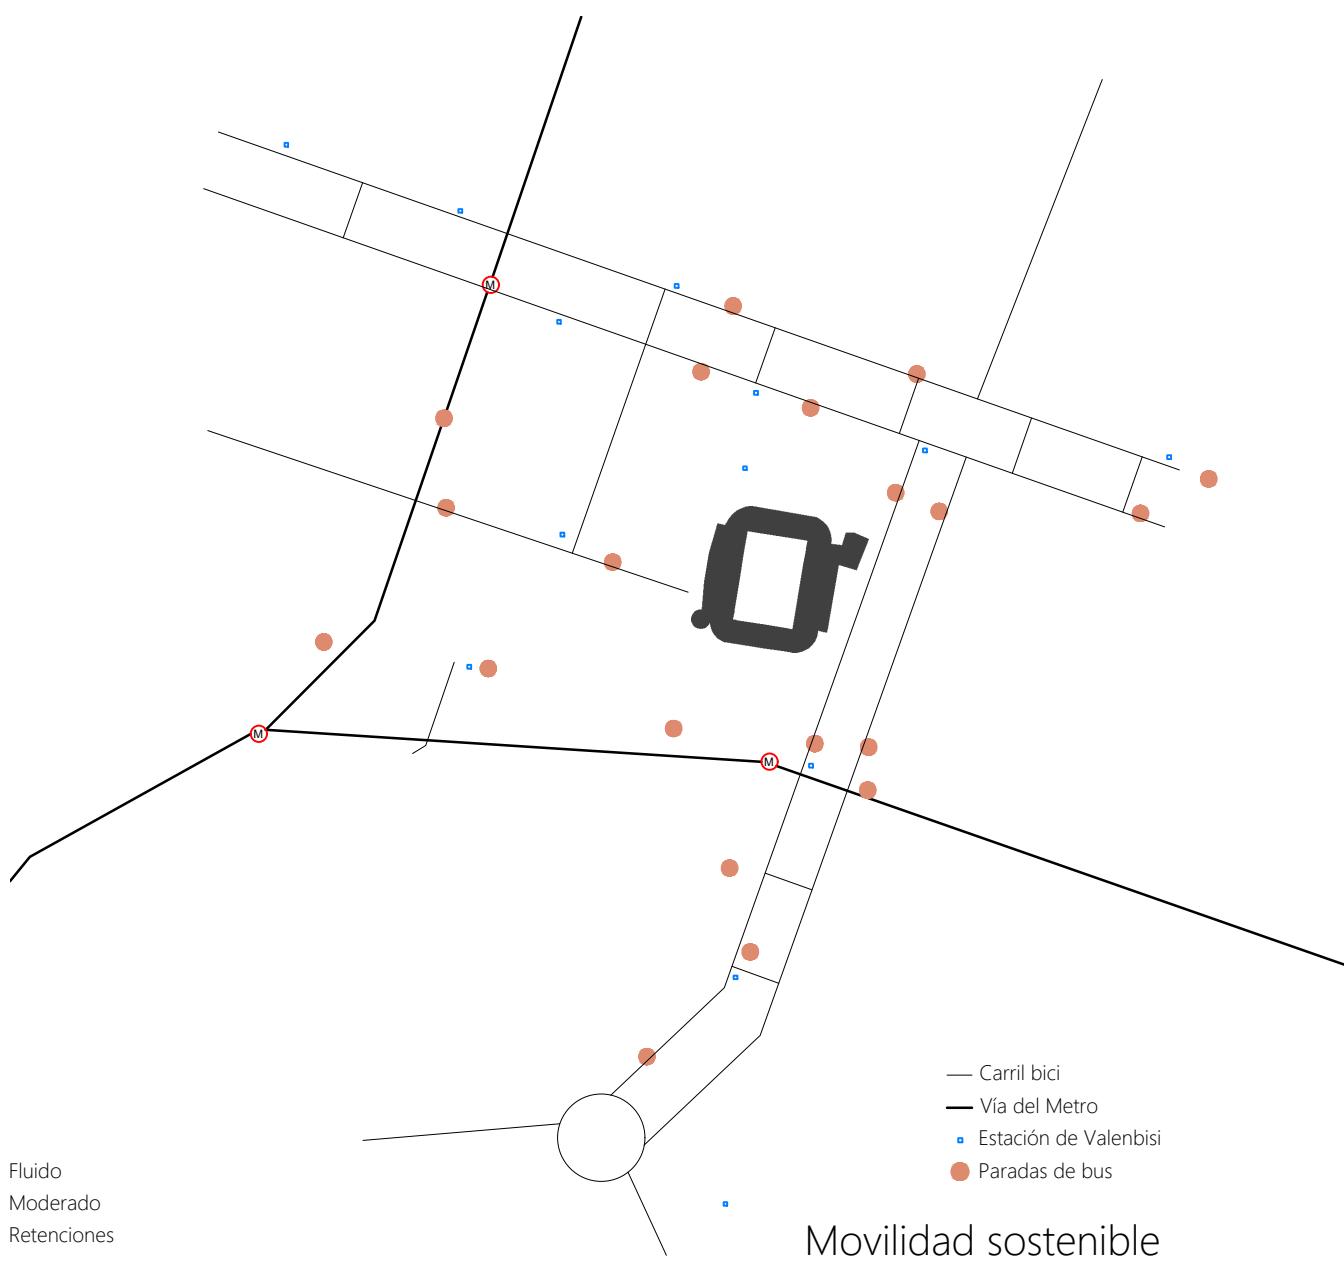 M
M
M
Carril bici
Vía del Metro
Estación de Valenbisi
Paradas de bus
Fluido
Moderado
Retenciones
Movilidad sostenible